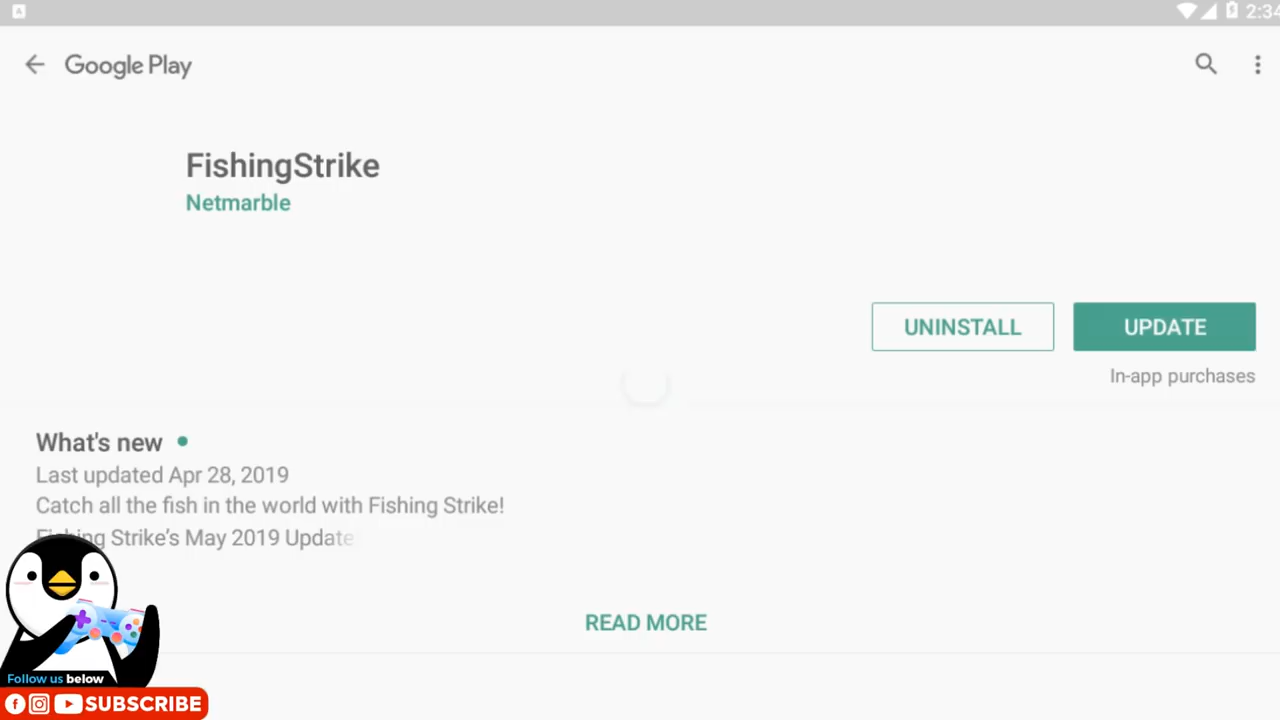 A
2:34
Google Play
FishingStrike
Netmarble
UNINSTALL
UPDATE
In-app purchases
What's new
Last updated Apr 28, 2019
Catch all the fish in the world with Fishing Strike!
Fishing Strike's May 2019 Update
READ MORE
Follow us below
SUBSCRIBE